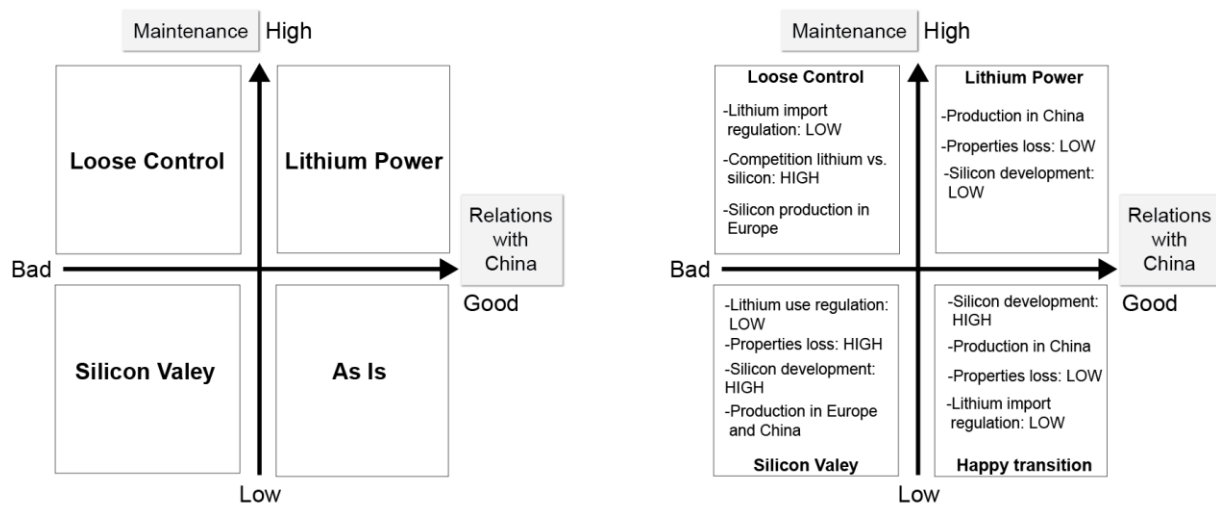 Maintenance High
Loose Control
Lithium Power
Relations
with
China
Bad
Good
Silicon Valey
As Is
Low
Maintenance High
Loose Control
-Lithium import
regulation: LOW
-Competition lithium vs.
silicon: HIGH
-Silicon production in
Europe
Lithium Power
-Production in China
-Properties loss: LOW
-Silicon development:
LOW
Relations
with
China
Bad
Good
-Lithium use regulation:
LOW
-Properties loss: HIGH
-Silicon development:
HIGH
-Production in Europe
and China
Silicon Valey
-Silicon development:
HIGH
-Production in China
-Properties loss: LOW
-Lithium import
regulation: LOW
Happy transition
Low